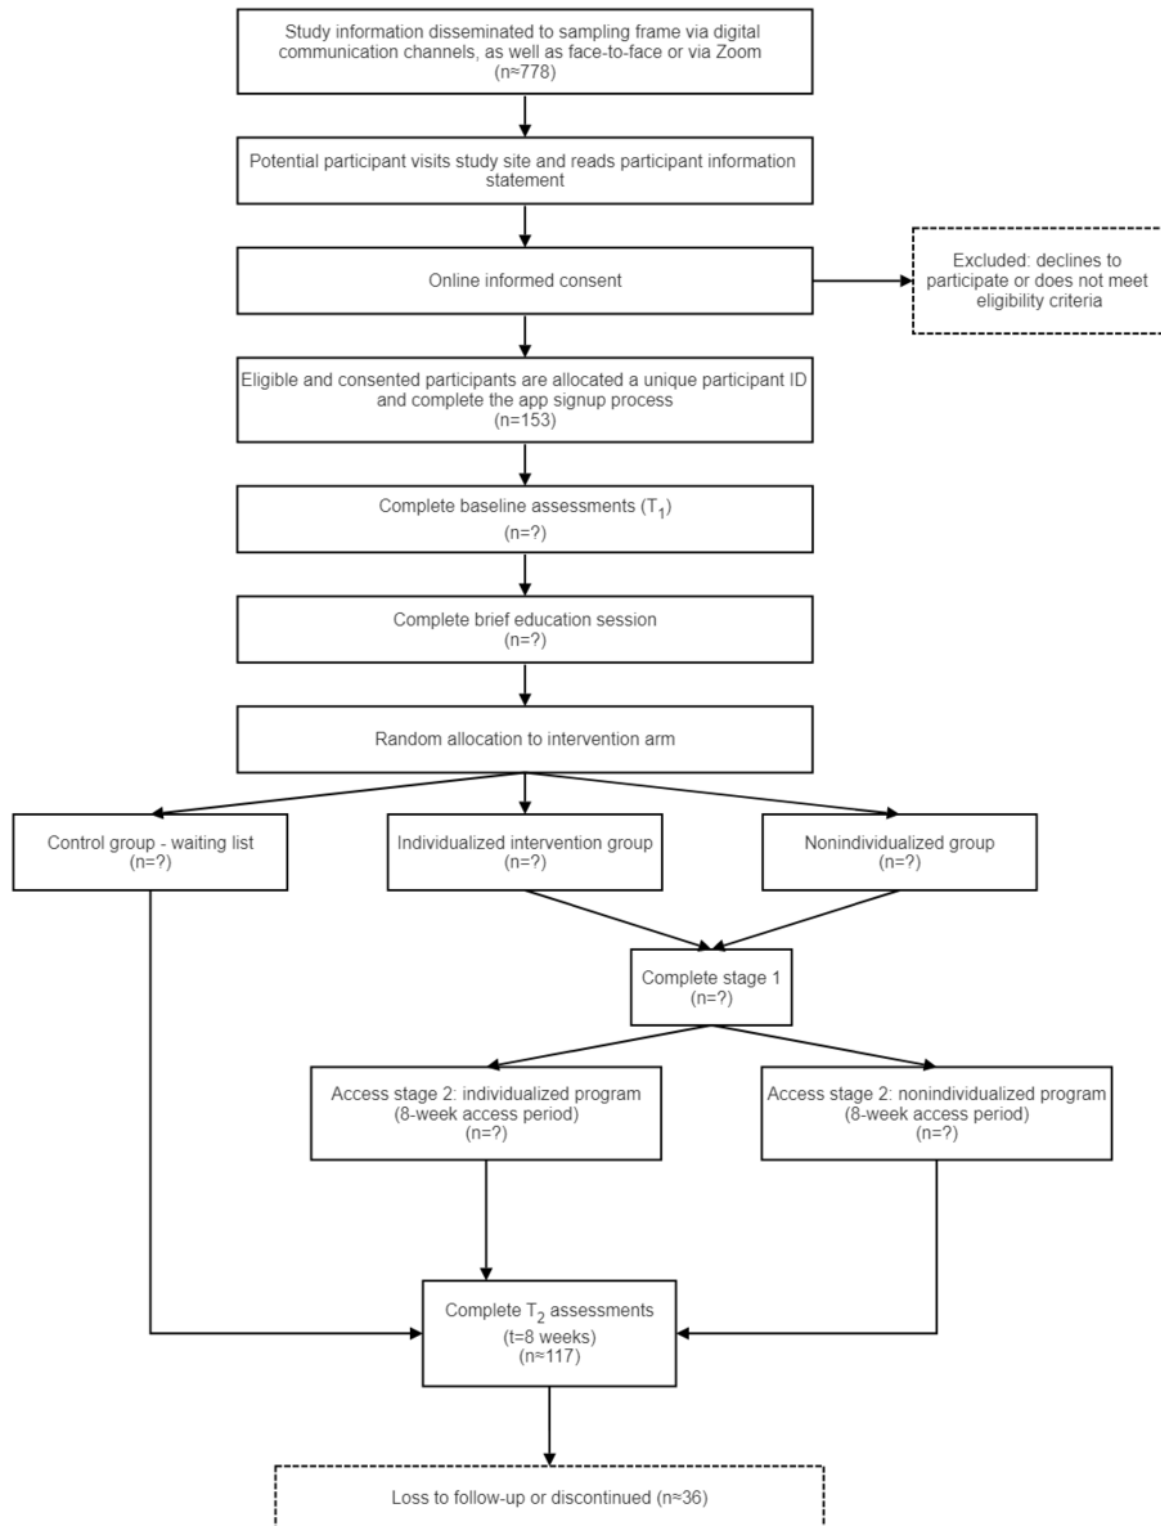 Study information disseminated to sampling frame via digital
communication channels, as well as face-to-face or via Zoom
(n≈778)
Potential participant visits study site and reads participant information
statement
Online informed consent
Excluded: declines to
participate or does not meet
eligibility criteria
Eligible and consented participants are allocated a unique participant ID
and complete the app signup process
(n=153)
Complete baseline assessments (T₁)
(n=?)
Complete brief education session
(n=?)
Random allocation to intervention arm
Control group - waiting list
(n=?)
Individualized intervention group
(n=?)
Nonindividualized group
(n=?)
Complete stage 1
(n=?)
Access stage 2: individualized program
(8-week access period)
(n=?)
Access stage 2: nonindividualized program
(8-week access period)
(n=?)
Complete T₂ assessments
(t=8 weeks)
(n≈117)
Loss to follow-up or discontinued (n≈36)